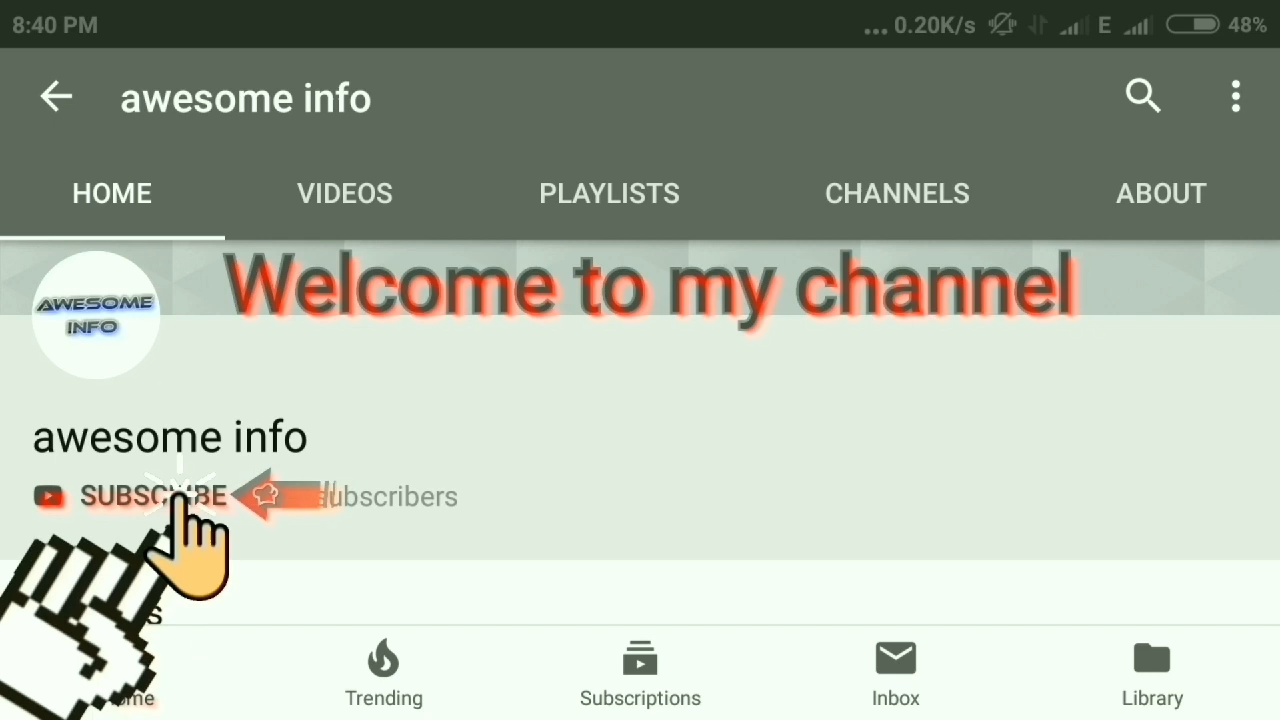 8:40 PM ... 0.20K/s E 48%
awesome info
HOME VIDEOS PLAYLISTS CHANNELS ABOUT
Welcome to my channel
AWESOME
INFO
awesome info
SUBSCRIBE subscribers
Trending Subscriptions Inbox Library